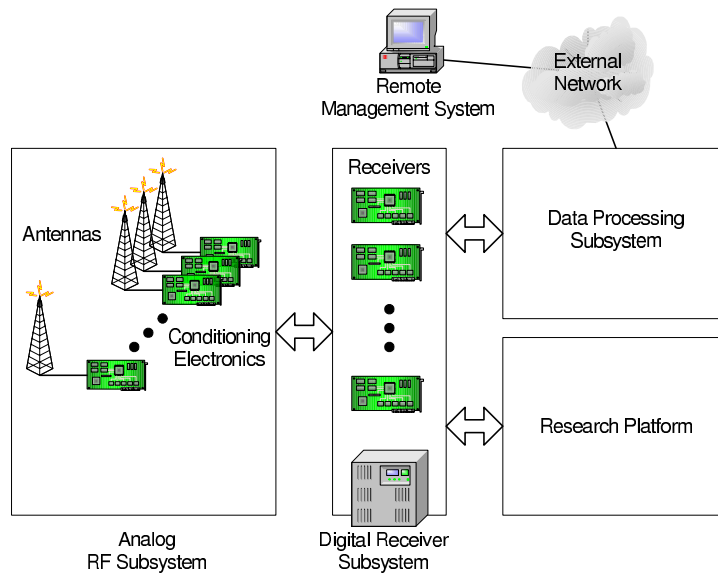 Remote
Management System
External
Network
Antennas
Conditioning
Electronics
Receivers
Data Processing
Subsystem
Research Platform
Analog
RF Subsystem
Digital Receiver
Subsystem